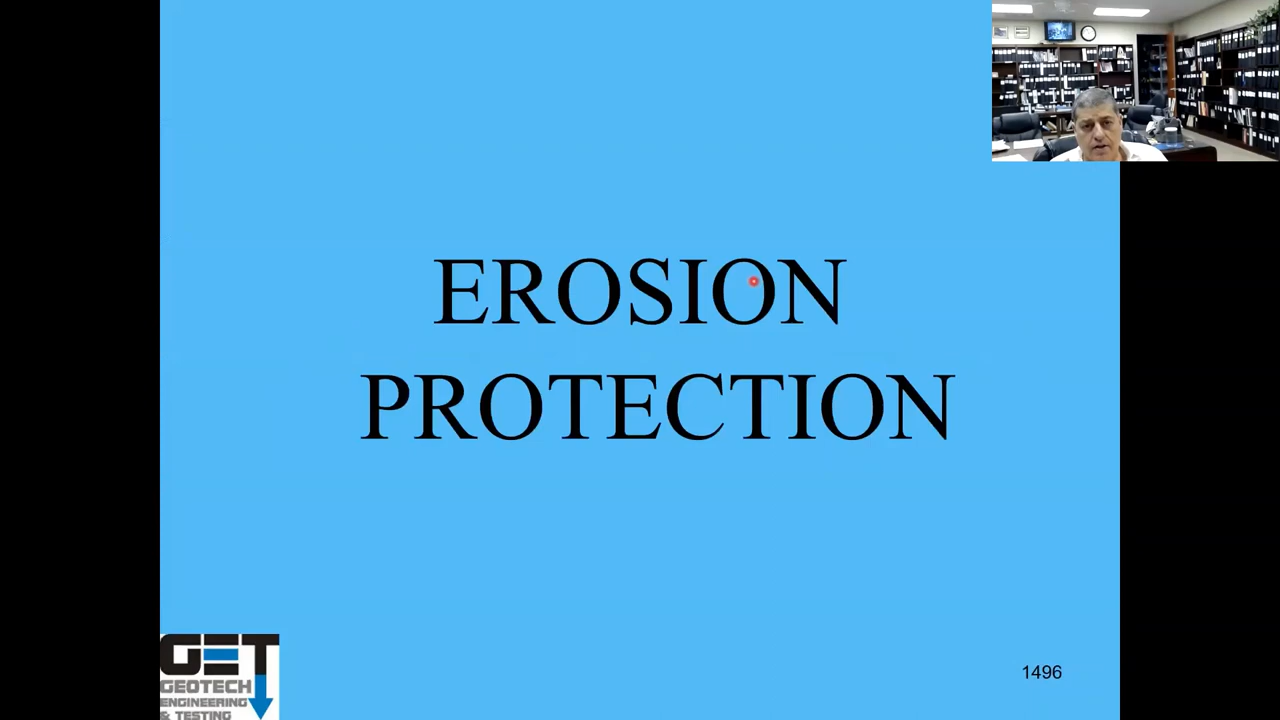 EROSION
PROTECTION
GET
GEOTECH
ENGINEERING
& TESTING
1496